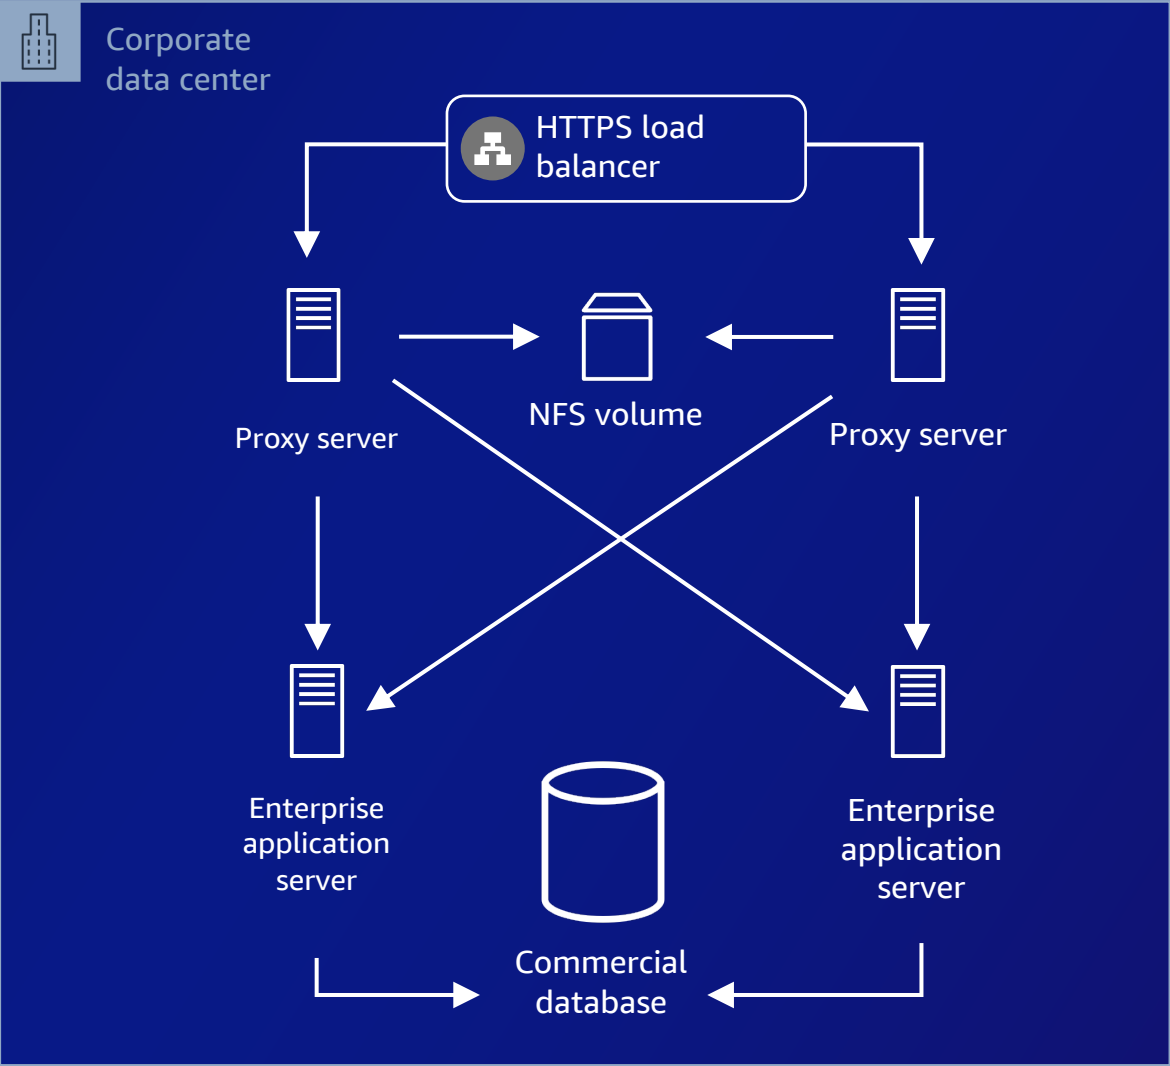 Corporate
data center
HTTPS load
balancer
NFS volume
Proxy server
Proxy server
Enterprise
application
server
Enterprise
application
server
Commercial
database